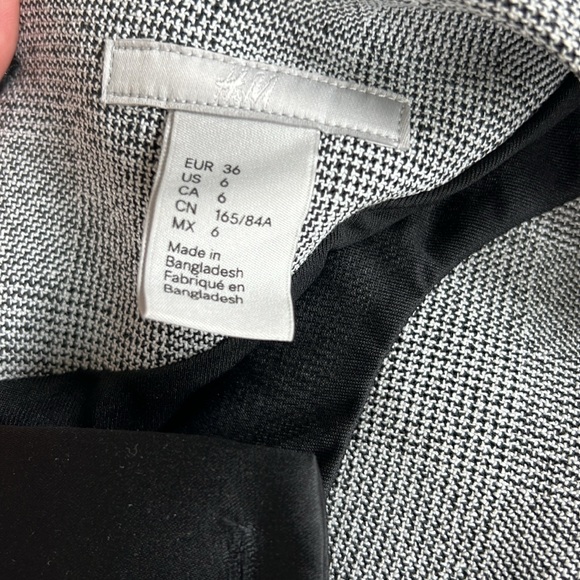 H&M
EUR 36
US 6
CA 6
CN 165/84A
MX 6
Made in
Bangladesh
Fabriqué en
Bangladesh